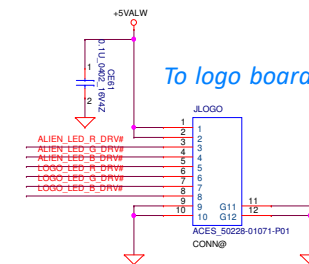 +5VALW
0.1U_0402_16V4Z
CE61
1
2
To logo board
JLOGO
ALIEN_LED_R_DRV#
ALIEN_LED_G_DRV#
ALIEN_LED_B_DRV#
LOGO_LED_R_DRV#
LOGO_LED_G_DRV#
LOGO_LED_B_DRV#
1 1
2 2
3 3
4 4
5 5
6 6
7 7
8 8
9 9 G11 11
10 10 G12 12
ACES_50228-01071-P01
CONN@